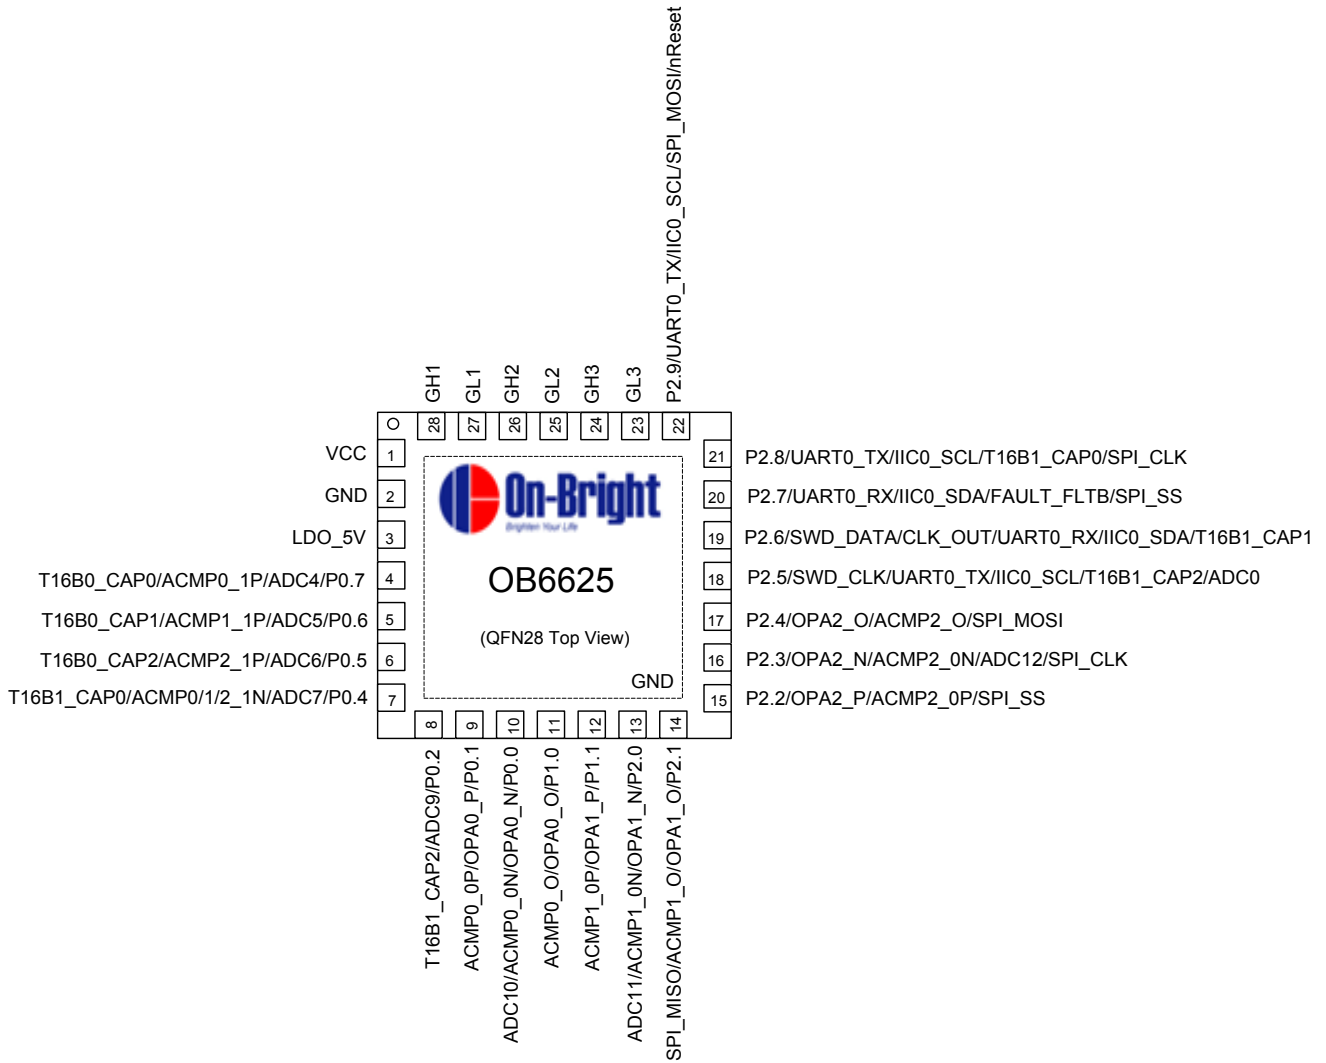 P2.9/UART0_TX/IIC0_SCL/SPI_MOSI/nReset
GH1
GL1
GH2
GL2
GH3
GL3
28
27
26
25
24
23
22
VCC
1
GND
2
LDO_5V
3
T16B0_CAP0/ACMP0_1P/ADC4/P0.7
4
T16B0_CAP1/ACMP1_1P/ADC5/P0.6
5
T16B0_CAP2/ACMP2_1P/ADC6/P0.5
6
T16B1_CAP0/ACMP0/1/2_1N/ADC7/P0.4
7
On-Bright
Brighten Your Life
OB6625
(QFN28 Top View)
GND
21
P2.8/UART0_TX/IIC0_SCL/T16B1_CAP0/SPI_CLK
20
P2.7/UART0_RX/IIC0_SDA/FAULT_FLTB/SPI_SS
19
P2.6/SWD_DATA/CLK_OUT/UART0_RX/IIC0_SDA/T16B1_CAP1
18
P2.5/SWD_CLK/UART0_TX/IIC0_SCL/T16B1_CAP2/ADC0
17
P2.4/OPA2_O/ACMP2_O/SPI_MOSI
16
P2.3/OPA2_N/ACMP2_0N/ADC12/SPI_CLK
15
P2.2/OPA2_P/ACMP2_0P/SPI_SS
8
9
10
11
12
13
14
T16B1_CAP2/ADC9/P0.2
ACMP0_0P/OPA0_P/P0.1
ADC10/ACMP0_0N/OPA0_N/P0.0
ACMP0_O/OPA0_O/P1.0
ACMP1_0P/OPA1_P/P1.1
ADC11/ACMP1_0N/OPA1_N/P2.0
SPI_MISO/ACMP1_O/OPA1_O/P2.1